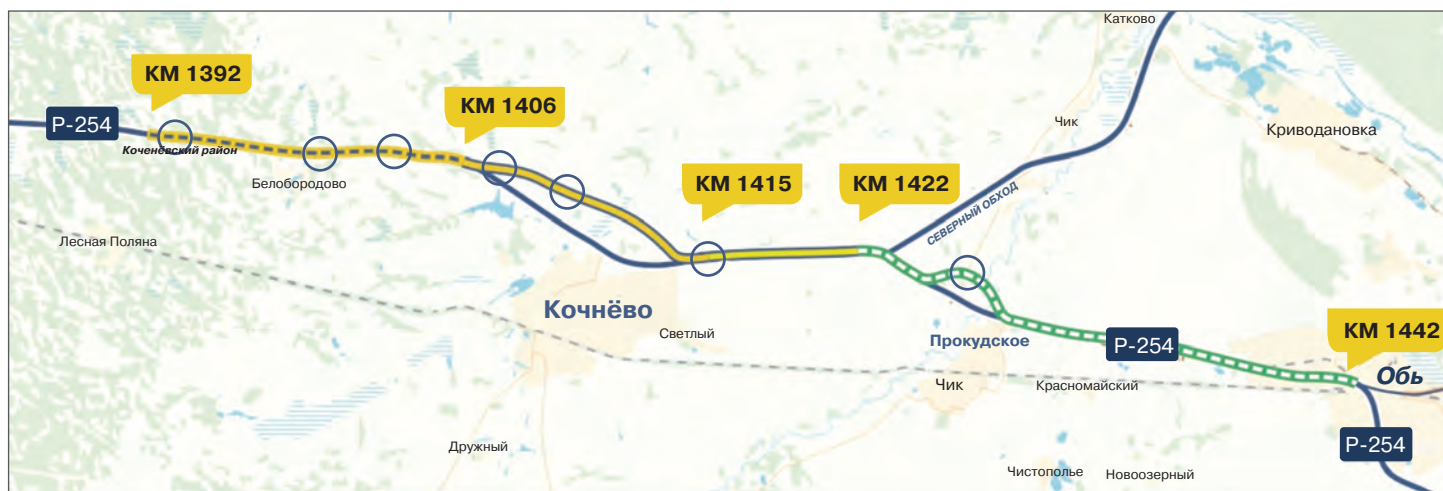 Катково
КМ 1392
КМ 1406
Р-254
Криводановка
Чик
Коченёвский район
Белобородово
КМ 1415
КМ 1422
СЕВЕРНЫЙ ОБХОД
Лесная Поляна
Кочнёво
Светлый
Прокудское
Р-254
КМ 1442
Обь
Чик
Красномайский
Дружный
Р-254
Чистополье
Новоозерный